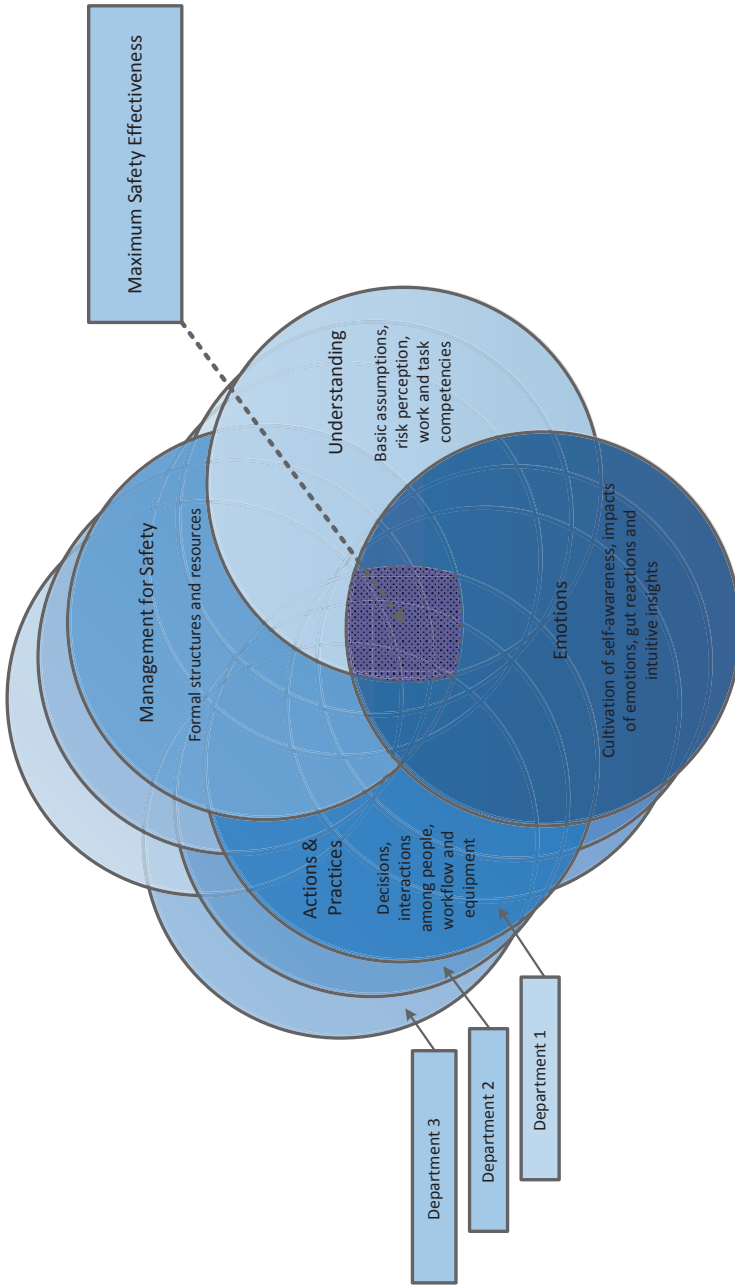 Maximum Safety Effectiveness
Management for Safety
Formal structures and resources
Understanding
Basic assumptions,
risk perception,
work and task
competencies
Actions &
Practices
Decisions,
interactions
among people,
workflow and
equipment
Emotions
Cultivation of self-awareness, impacts
of emotions, gut reactions and
intuitive insights
Department 3
Department 2
Department 1